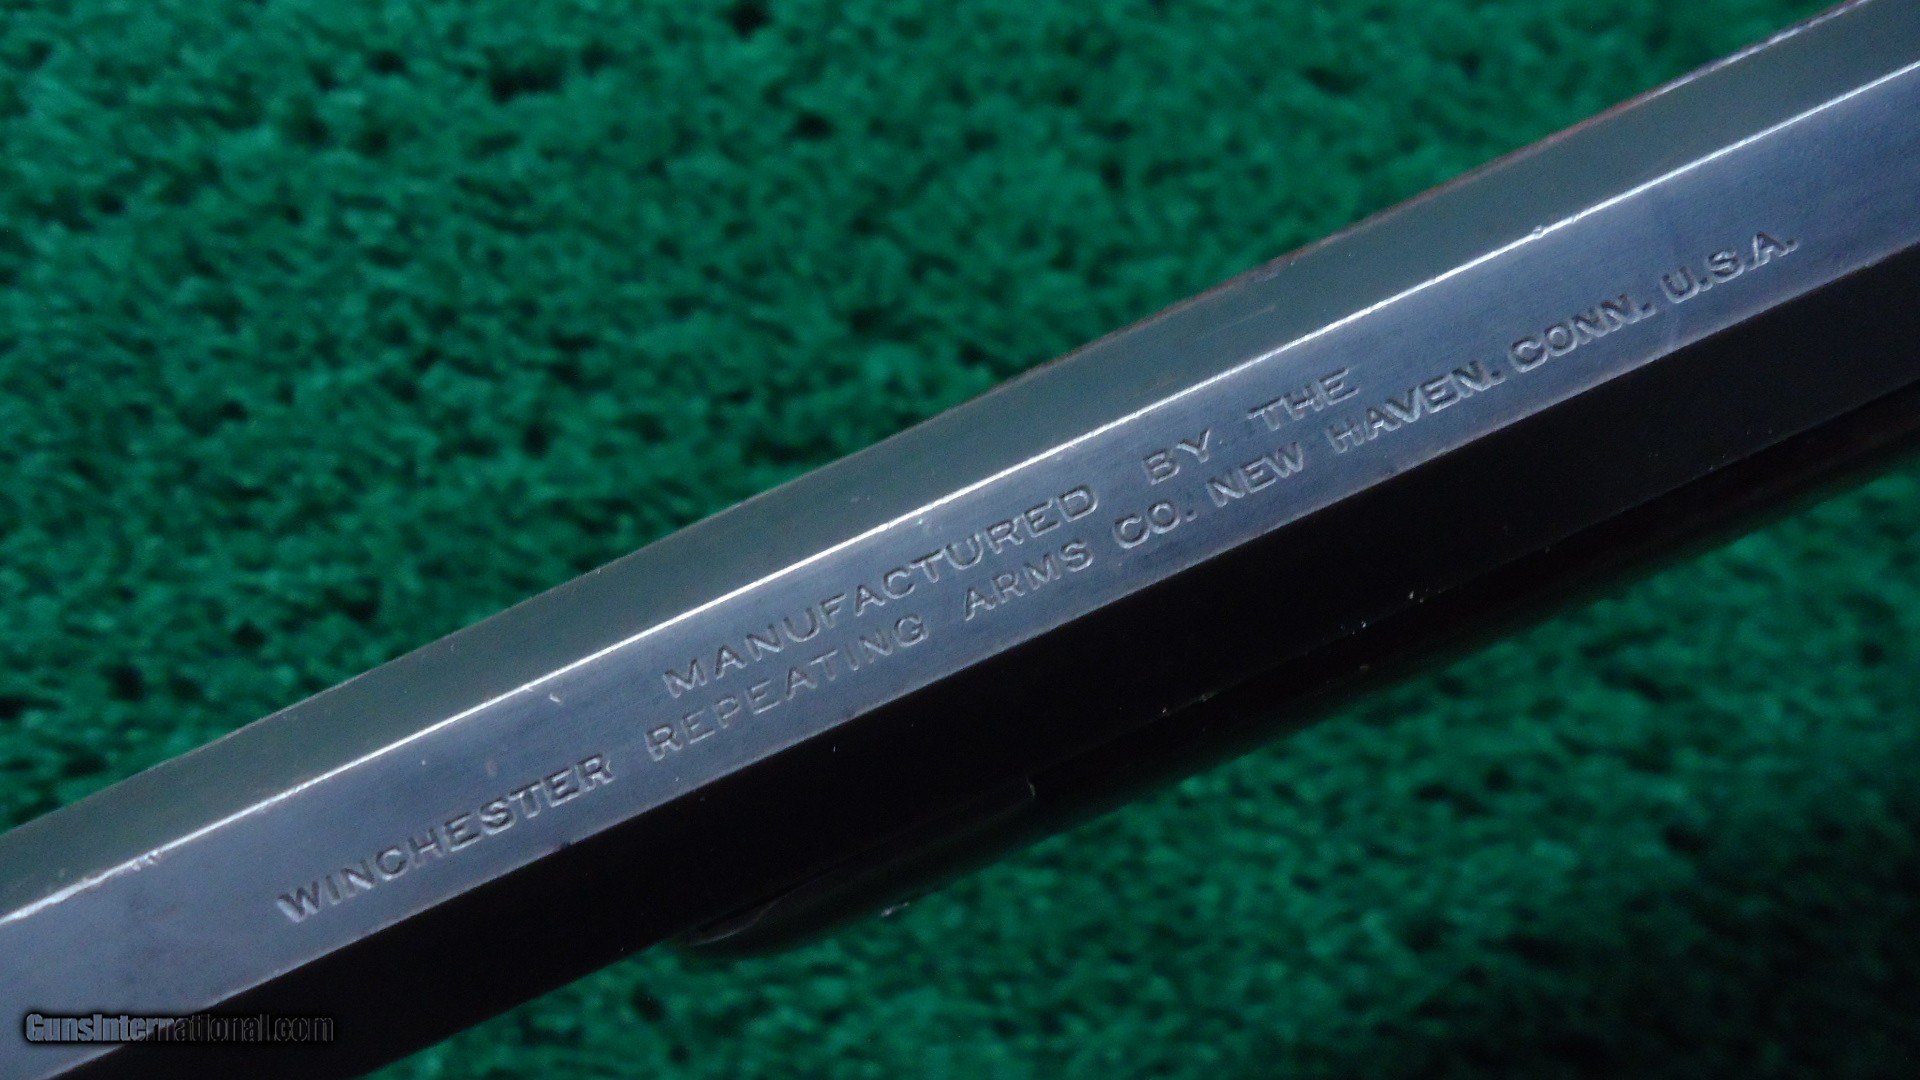 MANUFACTURED BY THE
WINCHESTER REPEATING ARMS CO. NEW HAVEN. CONN. U.S.A.
GunsInternational.com